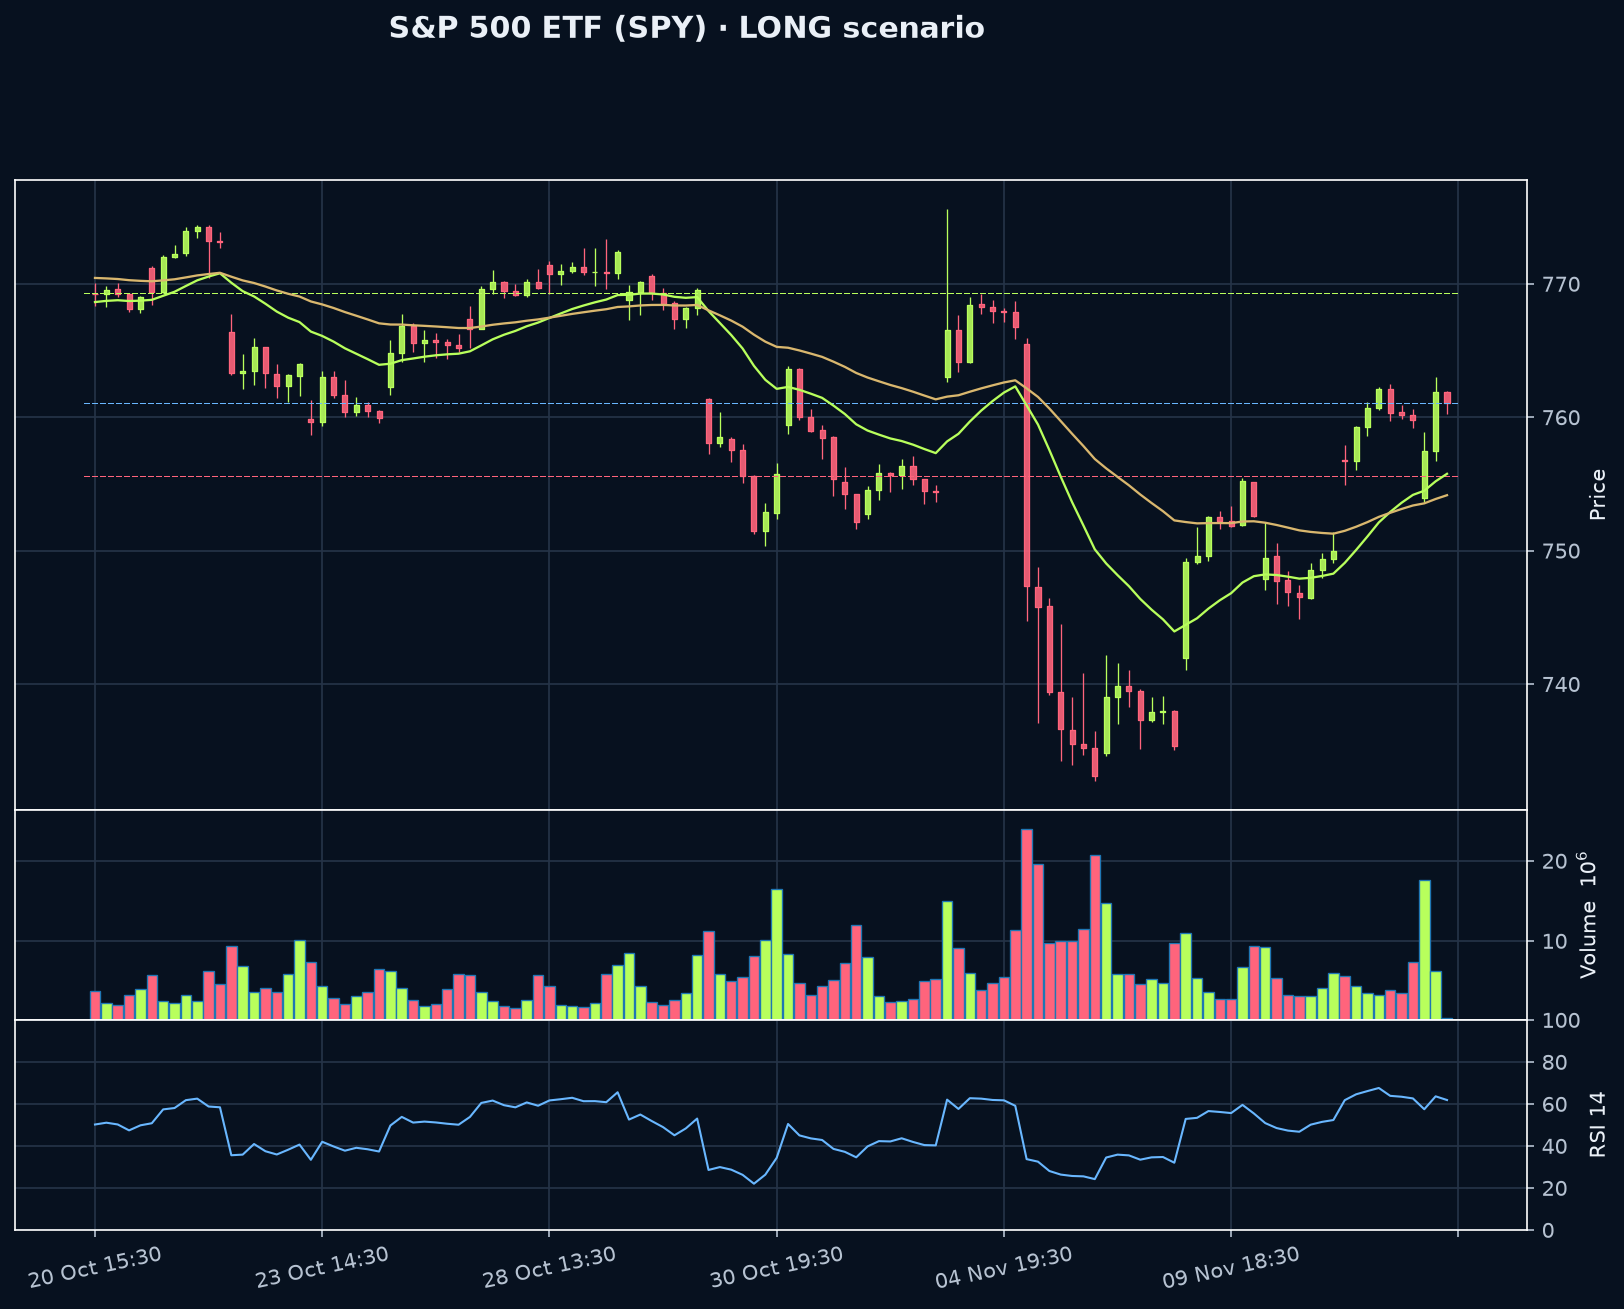 S&P 500 ETF (SPY) · LONG scenario
770
760
750
740
Price
20
10
Volume 10⁶
100
80
60
40
20
0
RSI 14
20 Oct 15:30
23 Oct 14:30
28 Oct 13:30
30 Oct 19:30
04 Nov 19:30
09 Nov 18:30